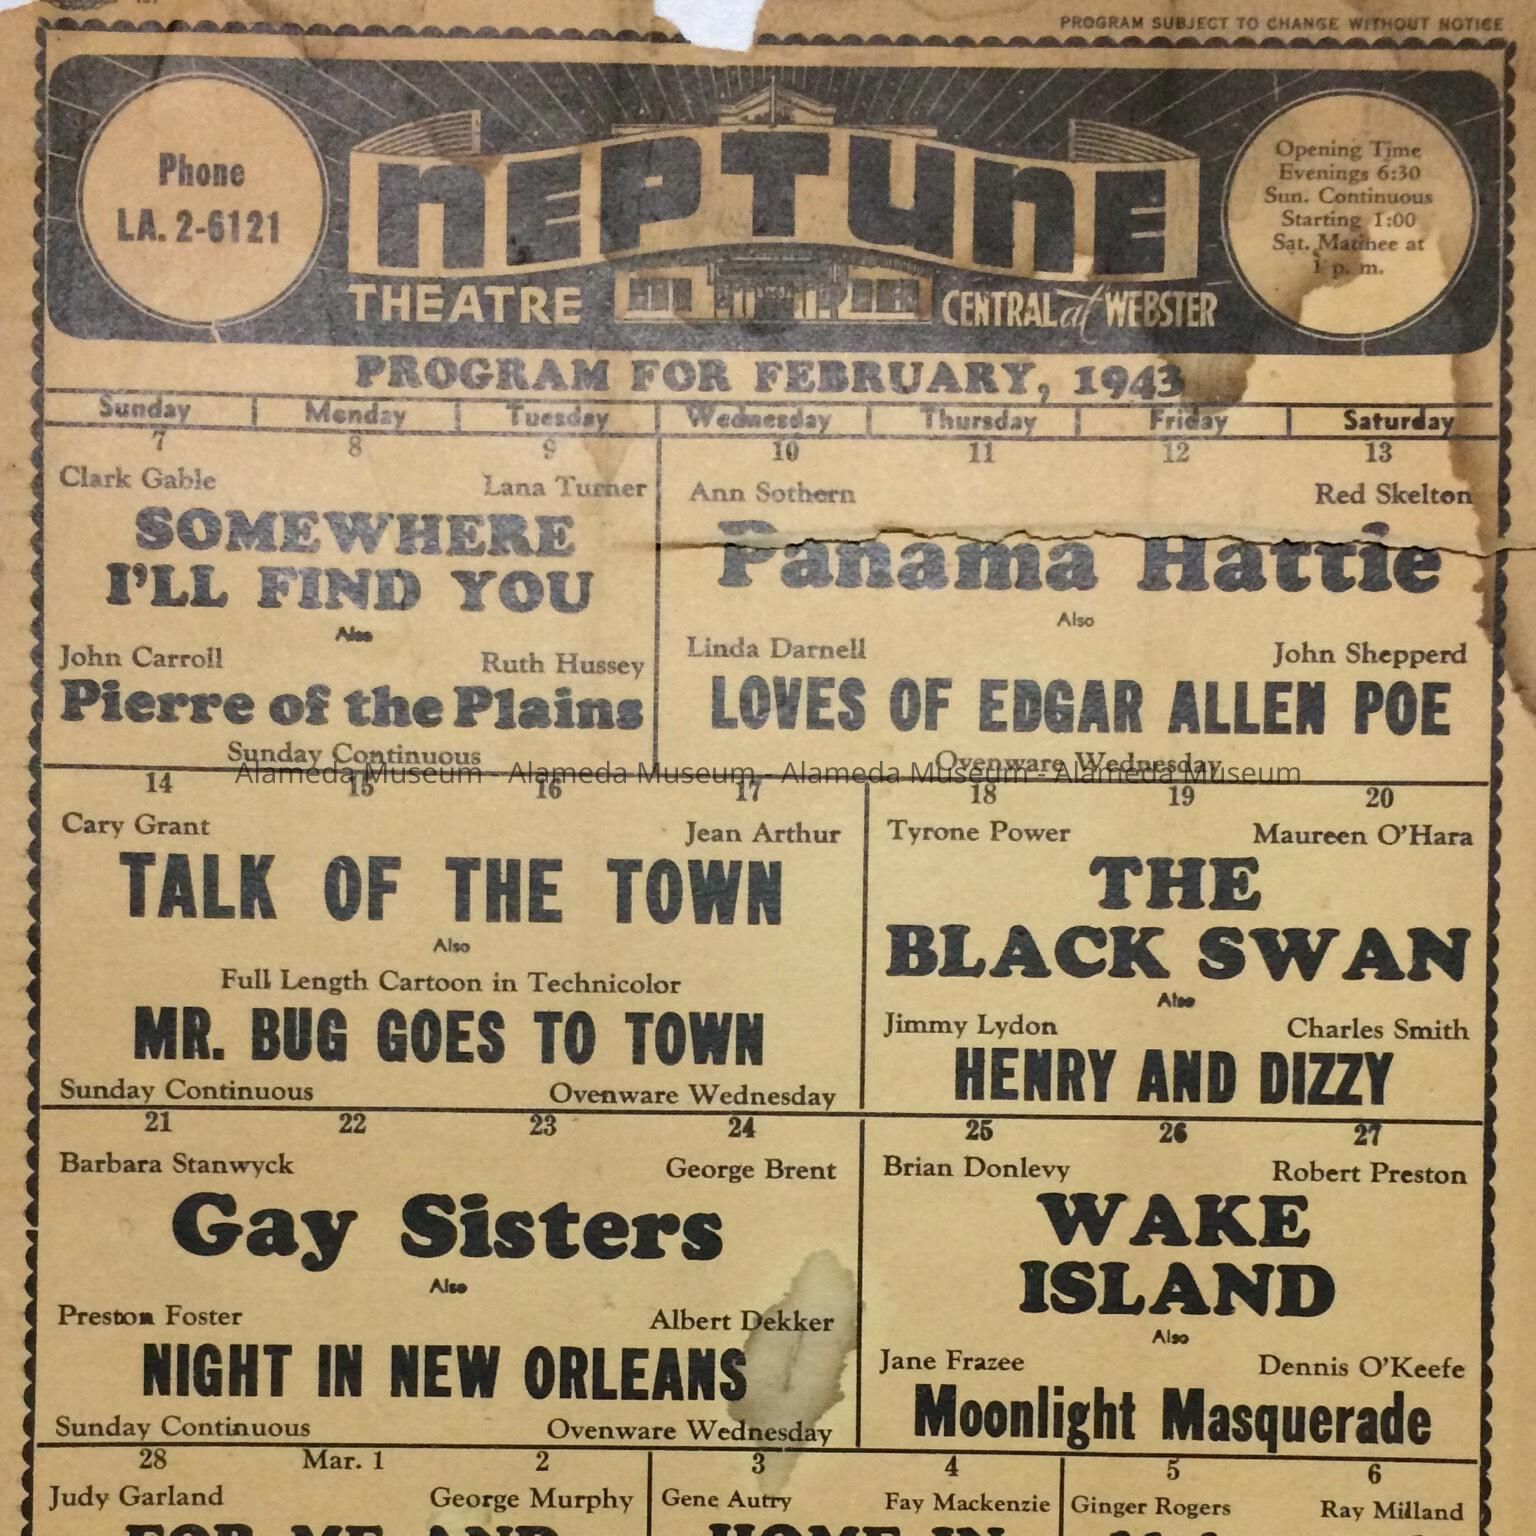 PROGRAM SUBJECT TO CHANGE WITHOUT NOTICE
Phone
LA. 2-6121
NEPTUNE
THEATRE
CENTRAL at WEBSTER
Opening Time
Evenings 6:30
Sun. Continuous
Starting 1:00
Sat. Matinee at
1 p. m.
PROGRAM FOR FEBRUARY, 1943
Sunday Monday Tuesday Wednesday Thursday Friday Saturday
7 8 9
Clark Gable Lana Turner
SOMEWHERE
I'LL FIND YOU
Also
John Carroll Ruth Hussey
Pierre of the Plains
Sunday Continuous
10 11 12 13
Ann Sothern Red Skelton
Panama Hattie
Also
Linda Darnell John Shepperd
LOVES OF EDGAR ALLEN POE
Ovenware Wednesday
Alameda Museum - Alameda Museum - Alameda Museum - Alameda Museum
14 15 16 17
Cary Grant Jean Arthur
TALK OF THE TOWN
Also
Full Length Cartoon in Technicolor
MR. BUG GOES TO TOWN
Sunday Continuous Ovenware Wednesday
18 19 20
Tyrone Power Maureen O'Hara
THE
BLACK SWAN
Also
Jimmy Lydon Charles Smith
HENRY AND DIZZY
21 22 23 24
Barbara Stanwyck George Brent
Gay Sisters
Also
Preston Foster Albert Dekker
NIGHT IN NEW ORLEANS
Sunday Continuous Ovenware Wednesday
25 26 27
Brian Donlevy Robert Preston
WAKE
ISLAND
Also
Jane Frazee Dennis O'Keefe
Moonlight Masquerade
28 Mar. 1 2
Judy Garland George Murphy
FOR ME AND
3 4
Gene Autry Fay Mackenzie
HOME IN
5 6
Ginger Rogers Ray Milland